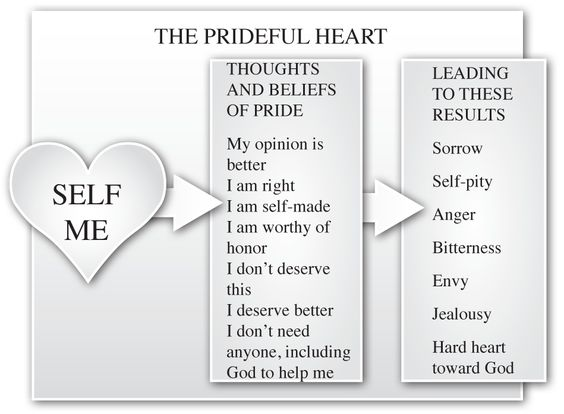 THE PRIDEFUL HEART
SELF
ME
THOUGHTS
AND BELIEFS
OF PRIDE
My opinion is
better
I am right
I am self-made
I am worthy of
honor
I don’t deserve
this
I deserve better
I don’t need
anyone, including
God to help me
LEADING
TO THESE
RESULTS
Sorrow
Self-pity
Anger
Bitterness
Envy
Jealousy
Hard heart
toward God